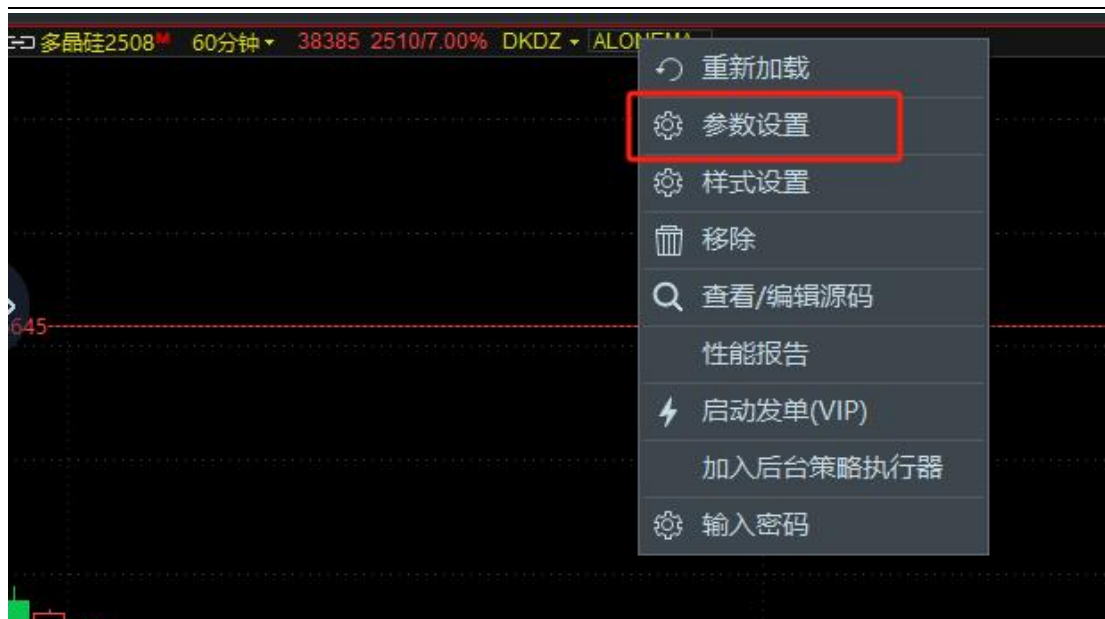 多晶硅2508M 60分钟 38385 2510/7.00% DKDZ ALONEMA
重新加载
参数设置
样式设置
移除
查看/编辑源码
645
性能报告
启动发单(VIP)
加入后台策略执行器
输入密码